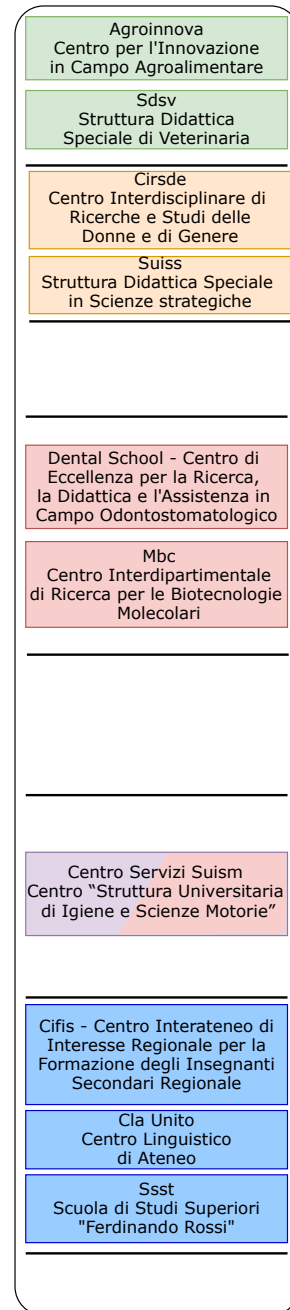 Agroinnova
Centro per l'Innovazione
in Campo Agroalimentare
Sdsv
Struttura Didattica
Speciale di Veterinaria
Cirsde
Centro Interdisciplinare di
Ricerche e Studi delle
Donne e di Genere
Suiss
Struttura Didattica Speciale
in Scienze strategiche
Dental School - Centro di
Eccellenza per la Ricerca,
la Didattica e l'Assistenza in
Campo Odontostomatologico
Mbc
Centro Interdipartimentale
di Ricerca per le Biotecnologie
Molecolari
Centro Servizi Suism
Centro “Struttura Universitaria
di Igiene e Scienze Motorie”
Cifis - Centro Interateneo di
Interesse Regionale per la
Formazione degli Insegnanti
Secondari Regionale
Cla Unito
Centro Linguistico
di Ateneo
Ssst
Scuola di Studi Superiori
"Ferdinando Rossi"